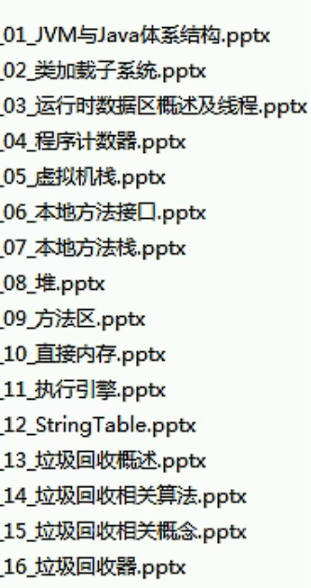 _01_JVM与Java体系结构.pptx
_02_类加载子系统.pptx
_03_运行时数据区概述及线程.pptx
_04_程序计数器.pptx
_05_虚拟机栈.pptx
_06_本地方法接口.pptx
_07_本地方法栈.pptx
_08_堆.pptx
_09_方法区.pptx
_10_直接内存.pptx
_11_执行引擎.pptx
_12_StringTable.pptx
_13_垃圾回收概述.pptx
_14_垃圾回收相关算法.pptx
_15_垃圾回收相关概念.pptx
_16_垃圾回收器.pptx